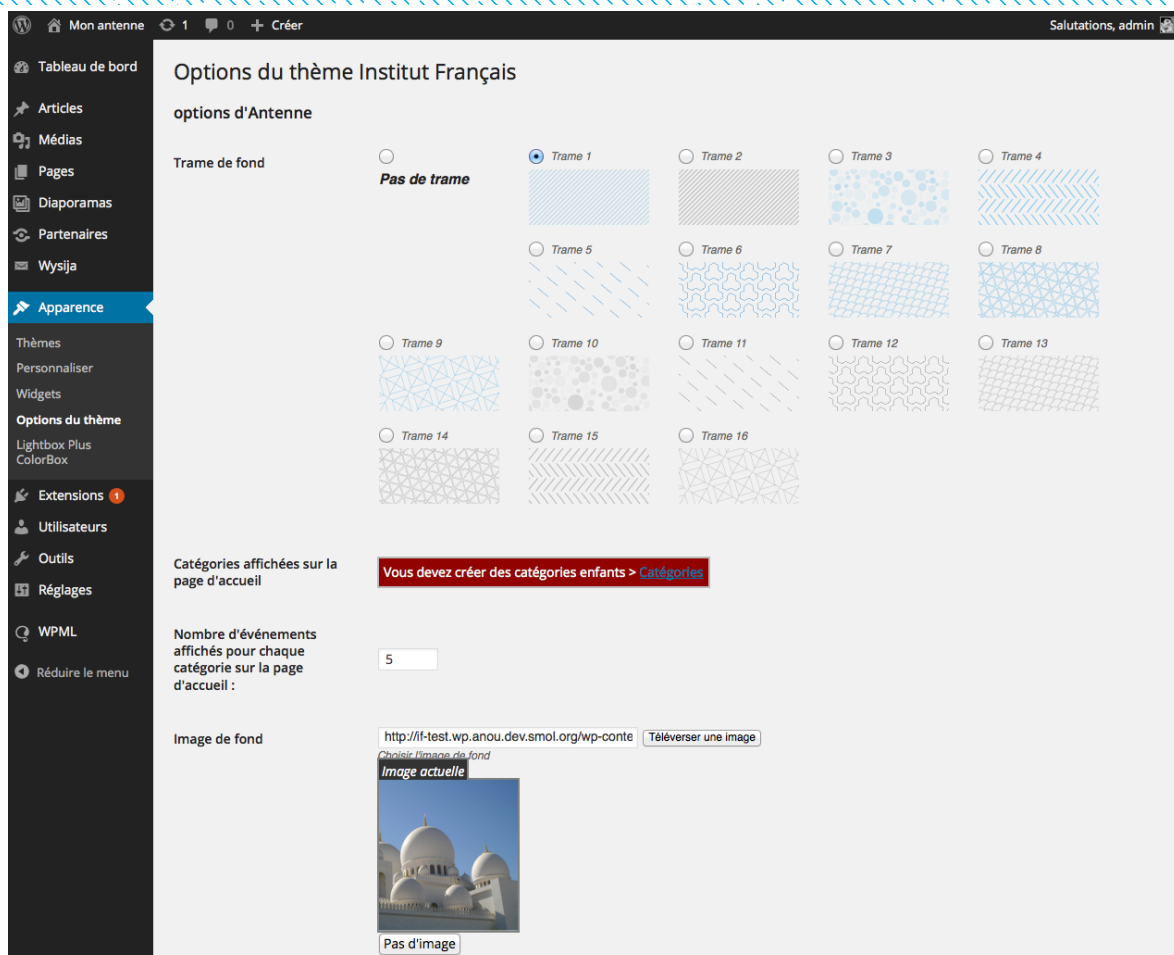 Mon antenne 1 0 + Créer Salutations, admin
Tableau de bord
Articles
Médias
Pages
Diaporamas
Partenaires
Wysija
Apparence
Thèmes
Personnaliser
Widgets
Options du thème
Lightbox Plus
ColorBox
Extensions 1
Utilisateurs
Outils
Réglages
WPML
Réduire le menu
Options du thème Institut Français
options d'Antenne
Trame de fond
Pas de trame
Trame 1 Trame 2 Trame 3 Trame 4
Trame 5 Trame 6 Trame 7 Trame 8
Trame 9 Trame 10 Trame 11 Trame 12 Trame 13
Trame 14 Trame 15 Trame 16
Catégories affichées sur la
page d'accueil
Vous devez créer des catégories enfants > Catégories
Nombre d'événements
affichés pour chaque
catégorie sur la page
d'accueil :
5
Image de fond
http://if-test.wp.anou.dev.smol.org/wp-conte Téléverser une image
Choisir l'image de fond
Image actuelle
Pas d'image